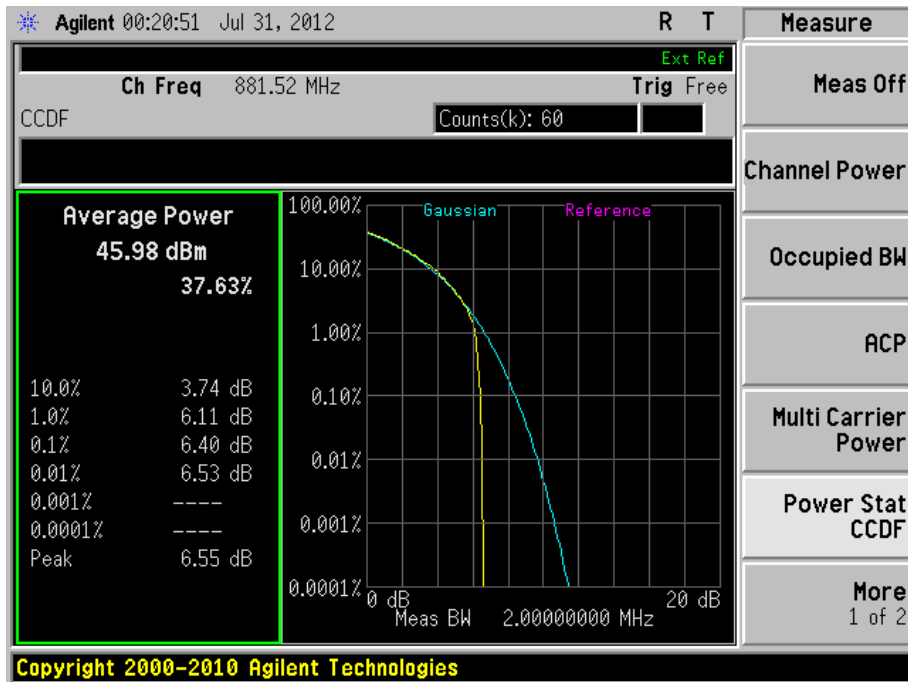 Agilent 00:20:51 Jul 31, 2012 R T
Ext Ref
Ch Freq 881.52 MHz Trig Free
CCDF Counts(k): 60
Average Power
45.98 dBm
37.63%
10.0% 3.74 dB
1.0% 6.11 dB
0.1% 6.40 dB
0.01% 6.53 dB
0.001% ----
0.0001% ----
Peak 6.55 dB
Gaussian Reference
100.00%
10.00%
1.00%
0.10%
0.01%
0.001%
0.0001%
0 dB 20 dB
Meas BW 2.00000000 MHz
Measure
Meas Off
Channel Power
Occupied BW
ACP
Multi Carrier
Power
Power Stat
CCDF
More
1 of 2
Copyright 2000-2010 Agilent Technologies